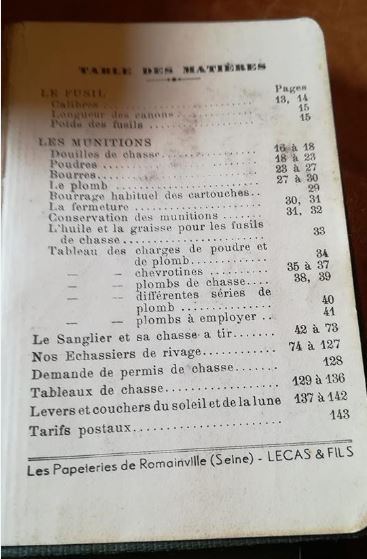 TABLE DES MATIÈRES
Pages
LE FUSIL
Calibres ........................ 13, 14
Longueur des canons .............. 15
Poids des fusils ................. 15
LES MUNITIONS
Douilles de chasse............... 16 à 18
Poudres .......................... 18 à 23
Bourres........................... 23 à 27
Le plomb ......................... 27 à 30
Bourrage habituel des cartouches.. 29
La fermeture ..................... 30, 31
Conservation des munitions ....... 31, 32
L'huile et la graisse pour les fusils
de chasse........................ 33
Tableau des charges de poudre et
de plomb............... 34
— — chevrotines .......... 35 à 37
— — plombs de chasse.... 38, 39
— — différentes séries de
plomb ............... 40
— — plombs à employer .. 41
Le Sanglier et sa chasse a tir....... 42 à 73
Nos Echassiers de rivage.......... 74 à 127
Demande de permis de chasse....... 128
Tableaux de chasse................ 129 à 136
Levers et couchers du soleil et de la lune 137 à 142
Tarifs postaux.................... 143
Les Papeteries de Romainville (Seine) - LECAS & FILS